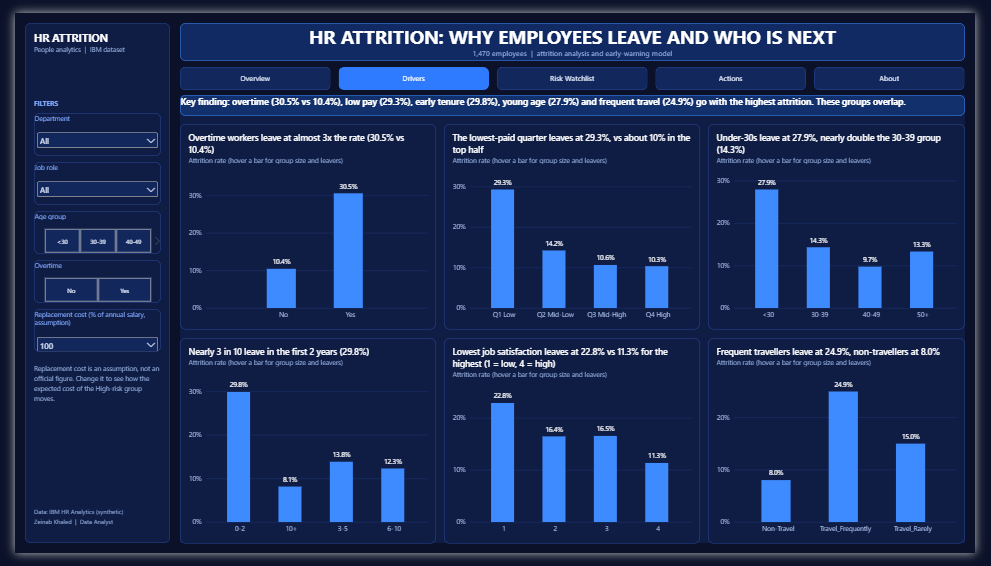 HR ATTRITION
People analytics | IBM dataset
FILTERS
Department
All
Job role
All
Age group
<30
30-39
40-49
Overtime
No
Yes
Replacement cost (% of annual salary,
assumption)
100
Replacement cost is an assumption, not an
official figure. Change it to see how the
expected cost of the High-risk group
moves.
Data: IBM HR Analytics (synthetic)
Zeinab Khaled | Data Analyst
HR ATTRITION: WHY EMPLOYEES LEAVE AND WHO IS NEXT
1,470 employees | attrition analysis and early-warning model
Overview
Drivers
Risk Watchlist
Actions
About
Key finding: overtime (30.5% vs 10.4%), low pay (29.3%), early tenure (29.8%), young age (27.9%) and frequent travel (24.9%) go with the highest attrition. These groups overlap.
Overtime workers leave at almost 3x the rate (30.5% vs
10.4%)
Attrition rate (hover a bar for group size and leavers)
30%
20%
10%
0%
10.4%
30.5%
No
Yes
The lowest-paid quarter leaves at 29.3%, vs about 10% in the
top half
Attrition rate (hover a bar for group size and leavers)
30%
20%
10%
0%
29.3%
14.2%
10.6%
10.3%
Q1 Low
Q2 Mid-Low
Q3 Mid-High
Q4 High
Under-30s leave at 27.9%, nearly double the 30-39 group
(14.3%)
Attrition rate (hover a bar for group size and leavers)
30%
20%
10%
0%
27.9%
14.3%
9.7%
13.3%
<30
30-39
40-49
50+
Nearly 3 in 10 leave in the first 2 years (29.8%)
Attrition rate (hover a bar for group size and leavers)
30%
20%
10%
0%
29.8%
8.1%
13.8%
12.3%
0-2
10+
3-5
6-10
Lowest job satisfaction leaves at 22.8% vs 11.3% for the
highest (1 = low, 4 = high)
Attrition rate (hover a bar for group size and leavers)
20%
10%
0%
22.8%
16.4%
16.5%
11.3%
1
2
3
4
Frequent travellers leave at 24.9%, non-travellers at 8.0%
Attrition rate (hover a bar for group size and leavers)
20%
10%
0%
8.0%
24.9%
15.0%
Non-Travel
Travel_Frequently
Travel_Rarely